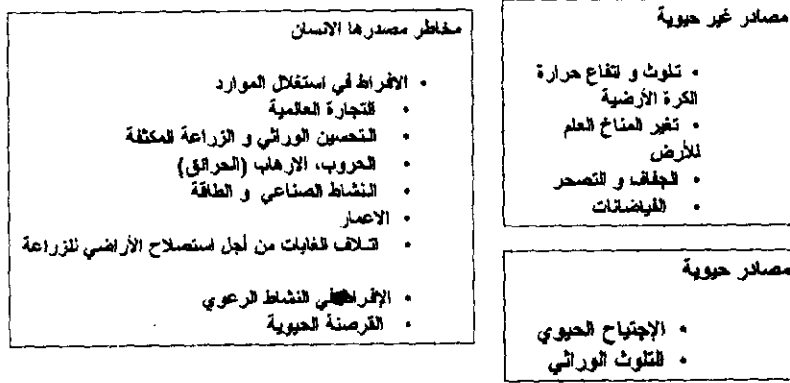 مصادر غير حيوية
• تلوث و اتفاع حرارة
الكرة الأرضية
• تغير المناخ العام
للأرض
• الجفاف و التصحر
• الفياضانات
مصادر حيوية
• الإجتياح الحيوي
• التلوث الوراثي
مخاطر مصدرها الانسان
• الافراط في استغلال الموارد
• التجارة العالمية
• التحسين الوراثي و الزراعة المكثفة
• الحروب، الارهاب (الحرائق)
• النشاط الصناعي و الطاقة
• الاعمار
• اتلاف الغابات من أجل استصلاح الأراضي للزراعة
• الإفراط في النشاط الرعوي
• القرصنة الحيوية